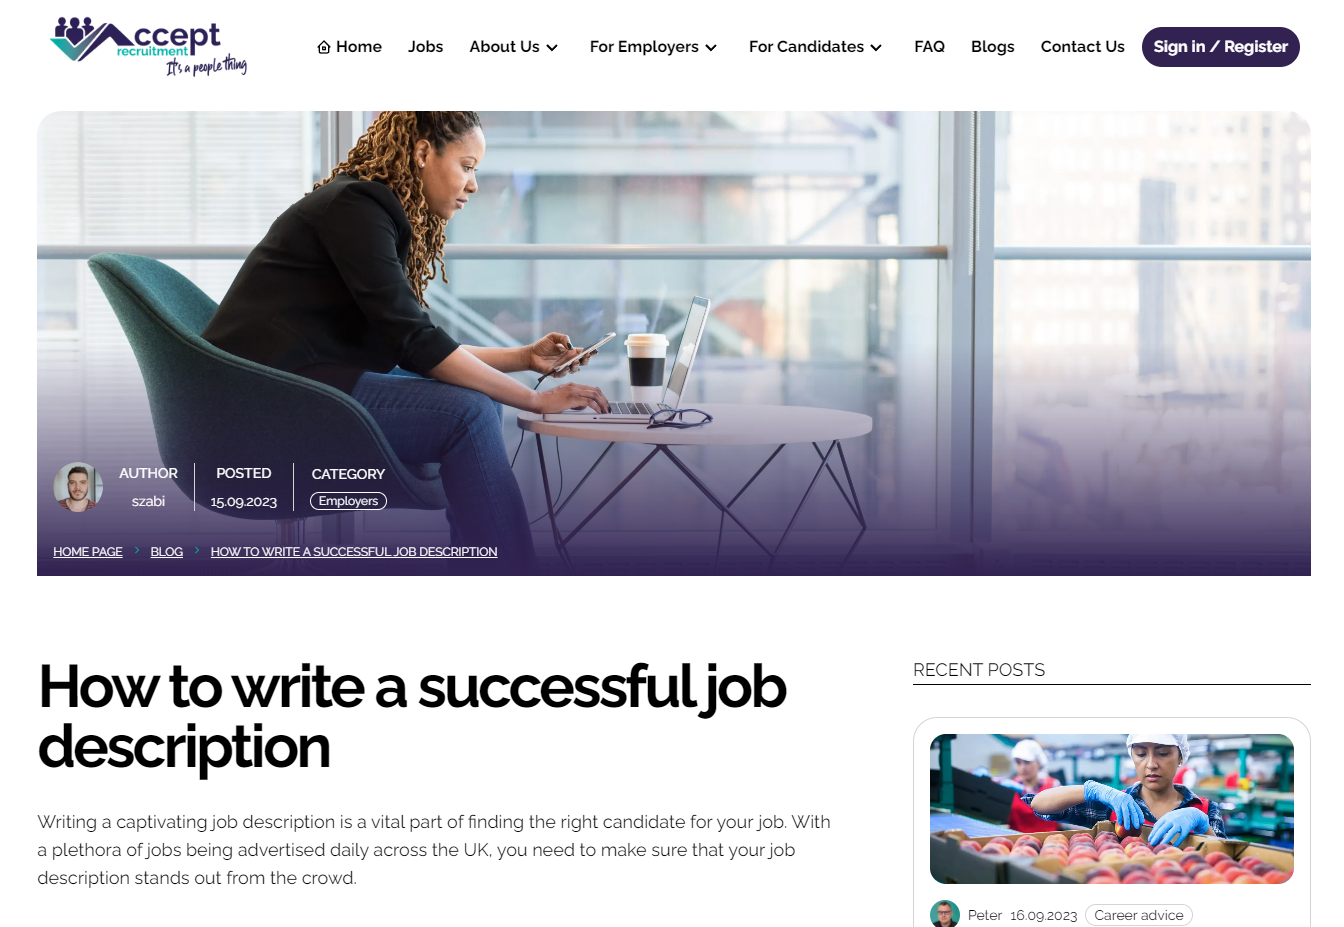 Accept
recruitment
It's a people thing
Home
Jobs
About Us
For Employers
For Candidates
FAQ
Blogs
Contact Us
Sign in / Register
AUTHOR
szabi
POSTED
15.09.2023
CATEGORY
Employers
HOME PAGE
BLOG
HOW TO WRITE A SUCCESSFUL JOB DESCRIPTION
How to write a successful job
description
Writing a captivating job description is a vital part of finding the right candidate for your job. With
a plethora of jobs being advertised daily across the UK, you need to make sure that your job
description stands out from the crowd.
RECENT POSTS
Peter 16.09.2023 Career advice